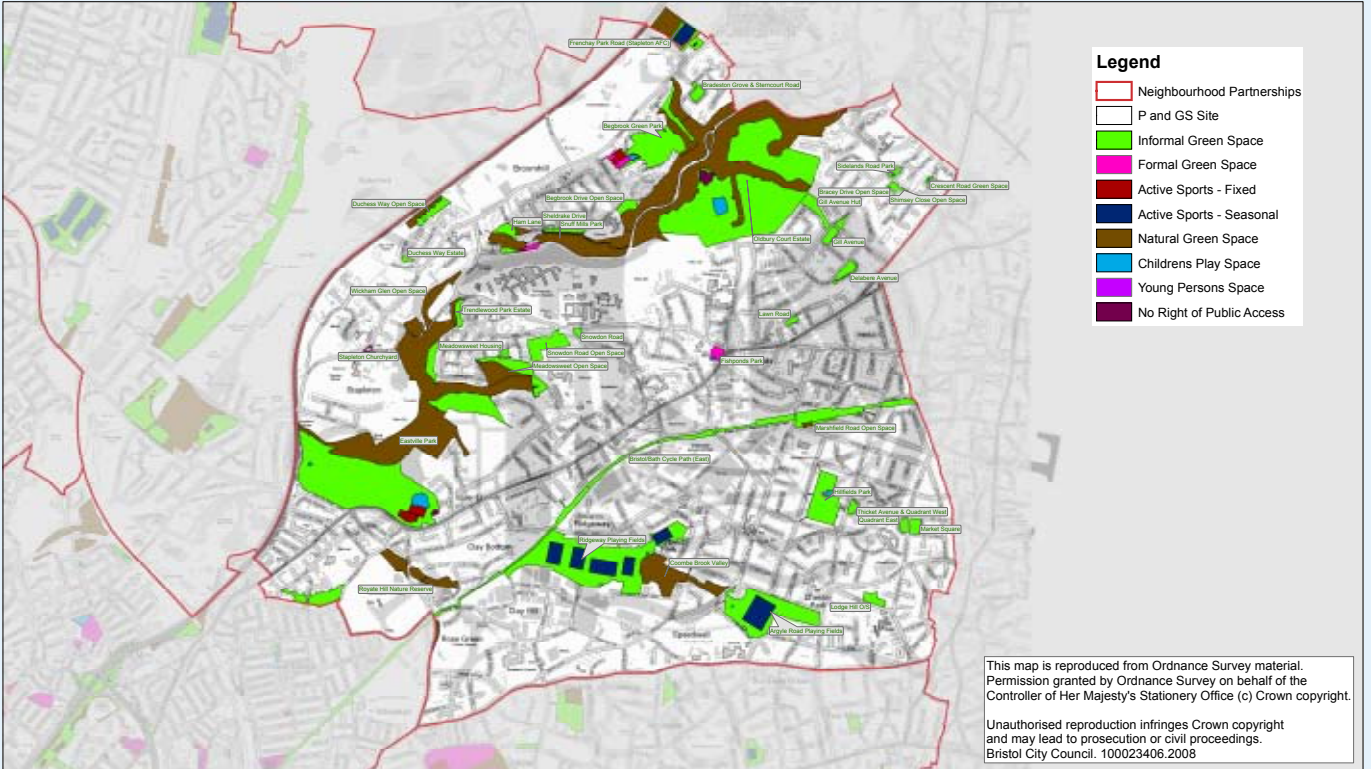 Frenchay Park Road (Stapleton AFC)
Bradeston Grove & Sterncourt Road
Begbrook Green Park
Broomhill
Sidelands Road Park
Crescent Road Green Space
Bracey Drive Open Space
Shimsey Close Open Space
Gill Avenue Hut
Begbrook Drive Open Space
Duchess Way Open Space
Sheldrake Drive
Ham Lane
Snuff Mills Park
Oldbury Court Estate
Gill Avenue
Duchess Way Estate
Delabere Avenue
Wickham Glen Open Space
Trendlewood Park Estate
Lawn Road
Snowdon Road
Meadowsweet Housing
Snowdon Road Open Space
Stapleton Churchyard
Fishponds Park
Meadowsweet Open Space
Stapleton
Eastville Park
Marshfield Road Open Space
Bristol/Bath Cycle Path (East)
Hillfields Park
Thicket Avenue & Quadrant West
Quadrant East
Market Square
Ridgeway
Ridgeway Playing Fields
Clay Bottom
Coombe Brook Valley
Royate Hill Nature Reserve
Clay Hill
Lodge Hill O/S
Rose Green
Speedwell
Argyle Road Playing Fields
Legend
Neighbourhood Partnerships
P and GS Site
Informal Green Space
Formal Green Space
Active Sports - Fixed
Active Sports - Seasonal
Natural Green Space
Childrens Play Space
Young Persons Space
No Right of Public Access
This map is reproduced from Ordnance Survey material.
Permission granted by Ordnance Survey on behalf of the
Controller of Her Majesty's Stationery Office (c) Crown copyright.
Unauthorised reproduction infringes Crown copyright
and may lead to prosecution or civil proceedings.
Bristol City Council. 100023406.2008